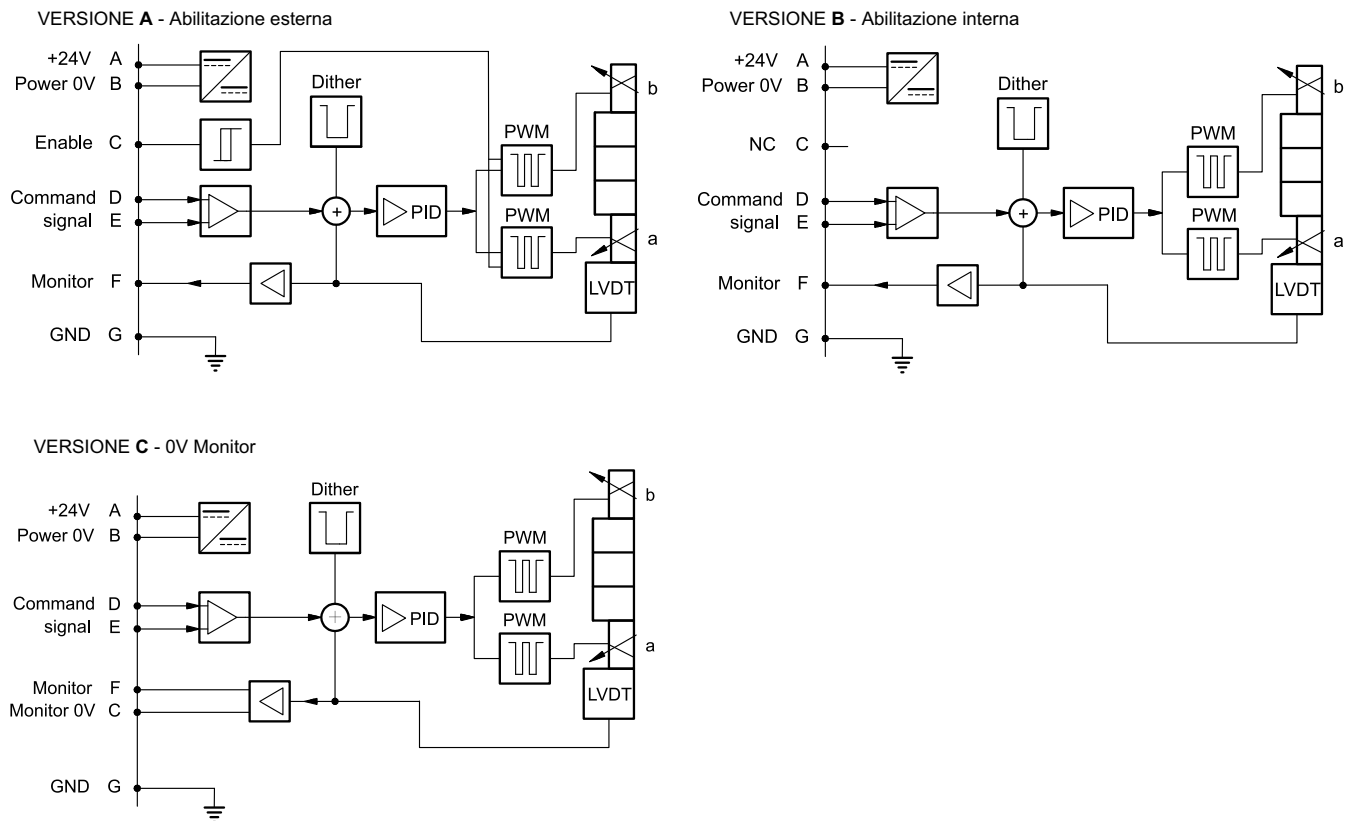 VERSIONE A - Abilitazione esterna
+24V A
Power 0V B
Enable C
Command D
signal E
Monitor F
GND G
Dither
PID
PWM
PWM
b
a
LVDT
VERSIONE B - Abilitazione interna
+24V A
Power 0V B
NC C
Command D
signal E
Monitor F
GND G
Dither
PID
PWM
PWM
b
a
LVDT
VERSIONE C - 0V Monitor
+24V A
Power 0V B
Command D
signal E
Monitor F
Monitor 0V C
GND G
Dither
PID
PWM
PWM
b
a
LVDT